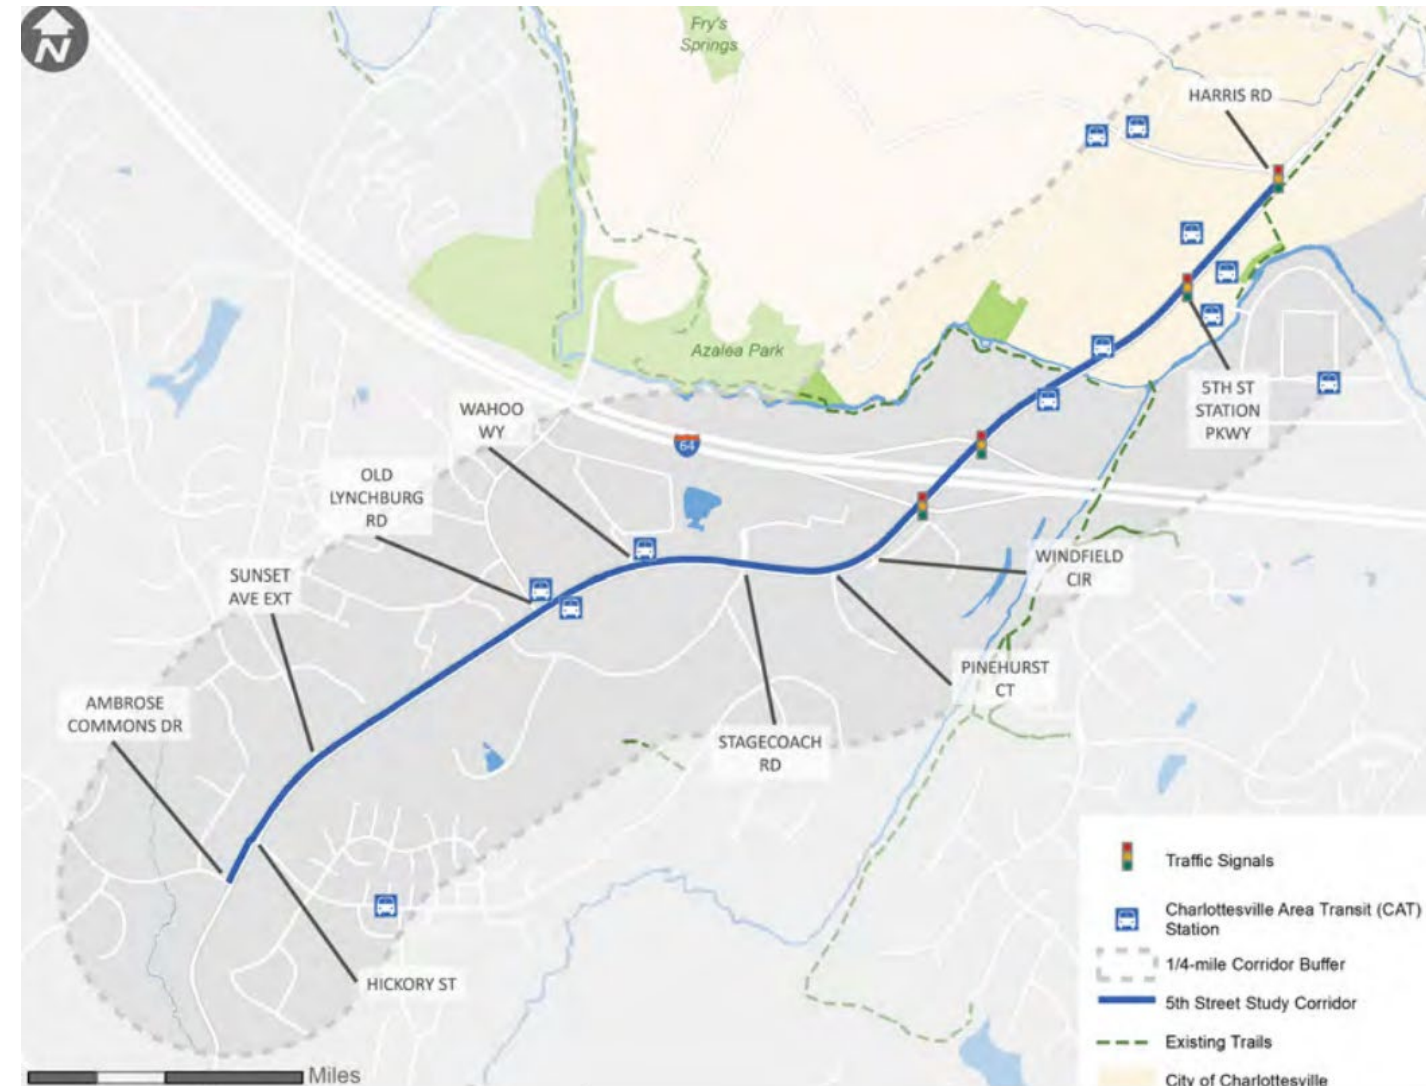 N
Fry's
Springs
HARRIS RD
Azalea Park
5TH ST
STATION
PKWY
WAHOO
WY
64
OLD
LYNCHBURG
RD
WINDFIELD
CIR
SUNSET
AVE EXT
PINEHURST
CT
AMBROSE
COMMONS DR
STAGECOACH
RD
HICKORY ST
Traffic Signals
Charlottesville Area Transit (CAT)
Station
1/4-mile Corridor Buffer
5th Street Study Corridor
Existing Trails
City of Charlottesville
Miles